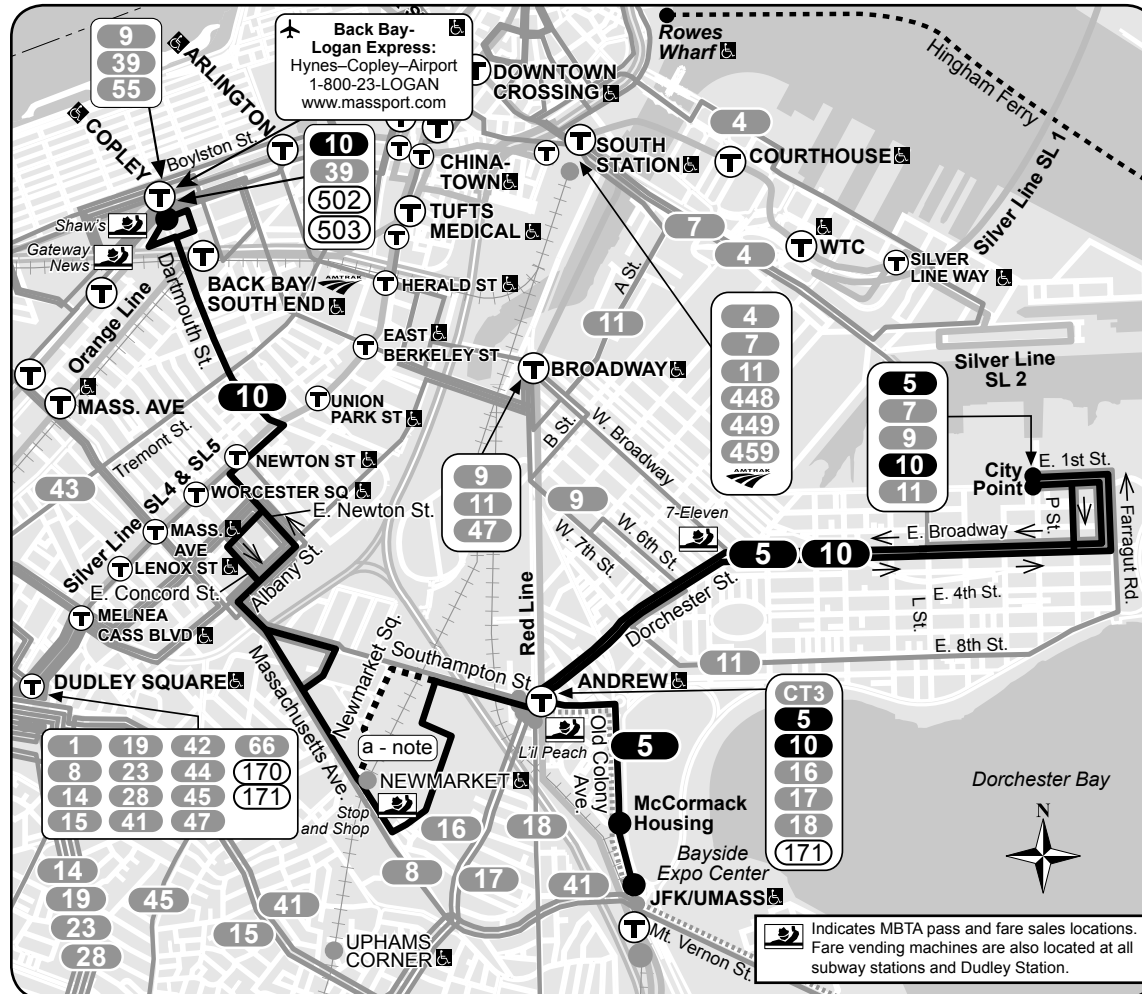 9
39
55
ARLINGTON
COPLEY
Boylston St.
Back Bay-
Logan Express:
Hynes–Copley–Airport
1-800-23-LOGAN
www.massport.com
10
39
502
503
DOWNTOWN
CROSSING
Rowes
Wharf
Hingham Ferry
4
SOUTH
STATION
COURTHOUSE
Silver Line SL 1
CHINA-
TOWN
TUFTS
MEDICAL
7
4
WTC
SILVER
LINE WAY
Shaw's
Gateway
News
Dartmouth St.
BACK BAY/
SOUTH END
AMTRAK
HERALD ST
A St.
11
EAST
BERKELEY ST
BROADWAY
4
7
11
448
449
459
AMTRAK
Silver Line
SL 2
Orange Line
MASS. AVE
10
UNION
PARK ST
Tremont St.
43
NEWTON ST
WORCESTER SQ
Silver Line SL4 & SL5
MASS.
AVE
LENOX ST
E. Newton St.
E. Concord St.
Albany St.
MELNEA
CASS BLVD
9
11
47
B St.
W. Broadway
9
W. 7th St.
W. 6th St.
7-Eleven
5
7
9
10
11
City
Point
E. 1st St.
P St.
Farragut Rd.
E. Broadway
5
10
Dorchester St.
E. 4th St.
L St.
E. 8th St.
11
Red Line
DUDLEY SQUARE
Massachusetts Ave.
Newmarket Sq.
Southampton St.
ANDREW
L'il Peach
a - note
NEWMARKET
Stop
and Shop
Old Colony
Ave.
5
McCormack
Housing
Bayside
Expo Center
JFK/UMASS
Mt. Vernon St.
CT3
5
10
16
17
18
171
Dorchester Bay
N
1 19 42 66
8 23 44 170
14 28 45 171
15 41 47
14
19
23
28
45
15
41
8
16
17
18
41
UPHAMS
CORNER
Indicates MBTA pass and fare sales locations.
Fare vending machines are also located at all
subway stations and Dudley Station.